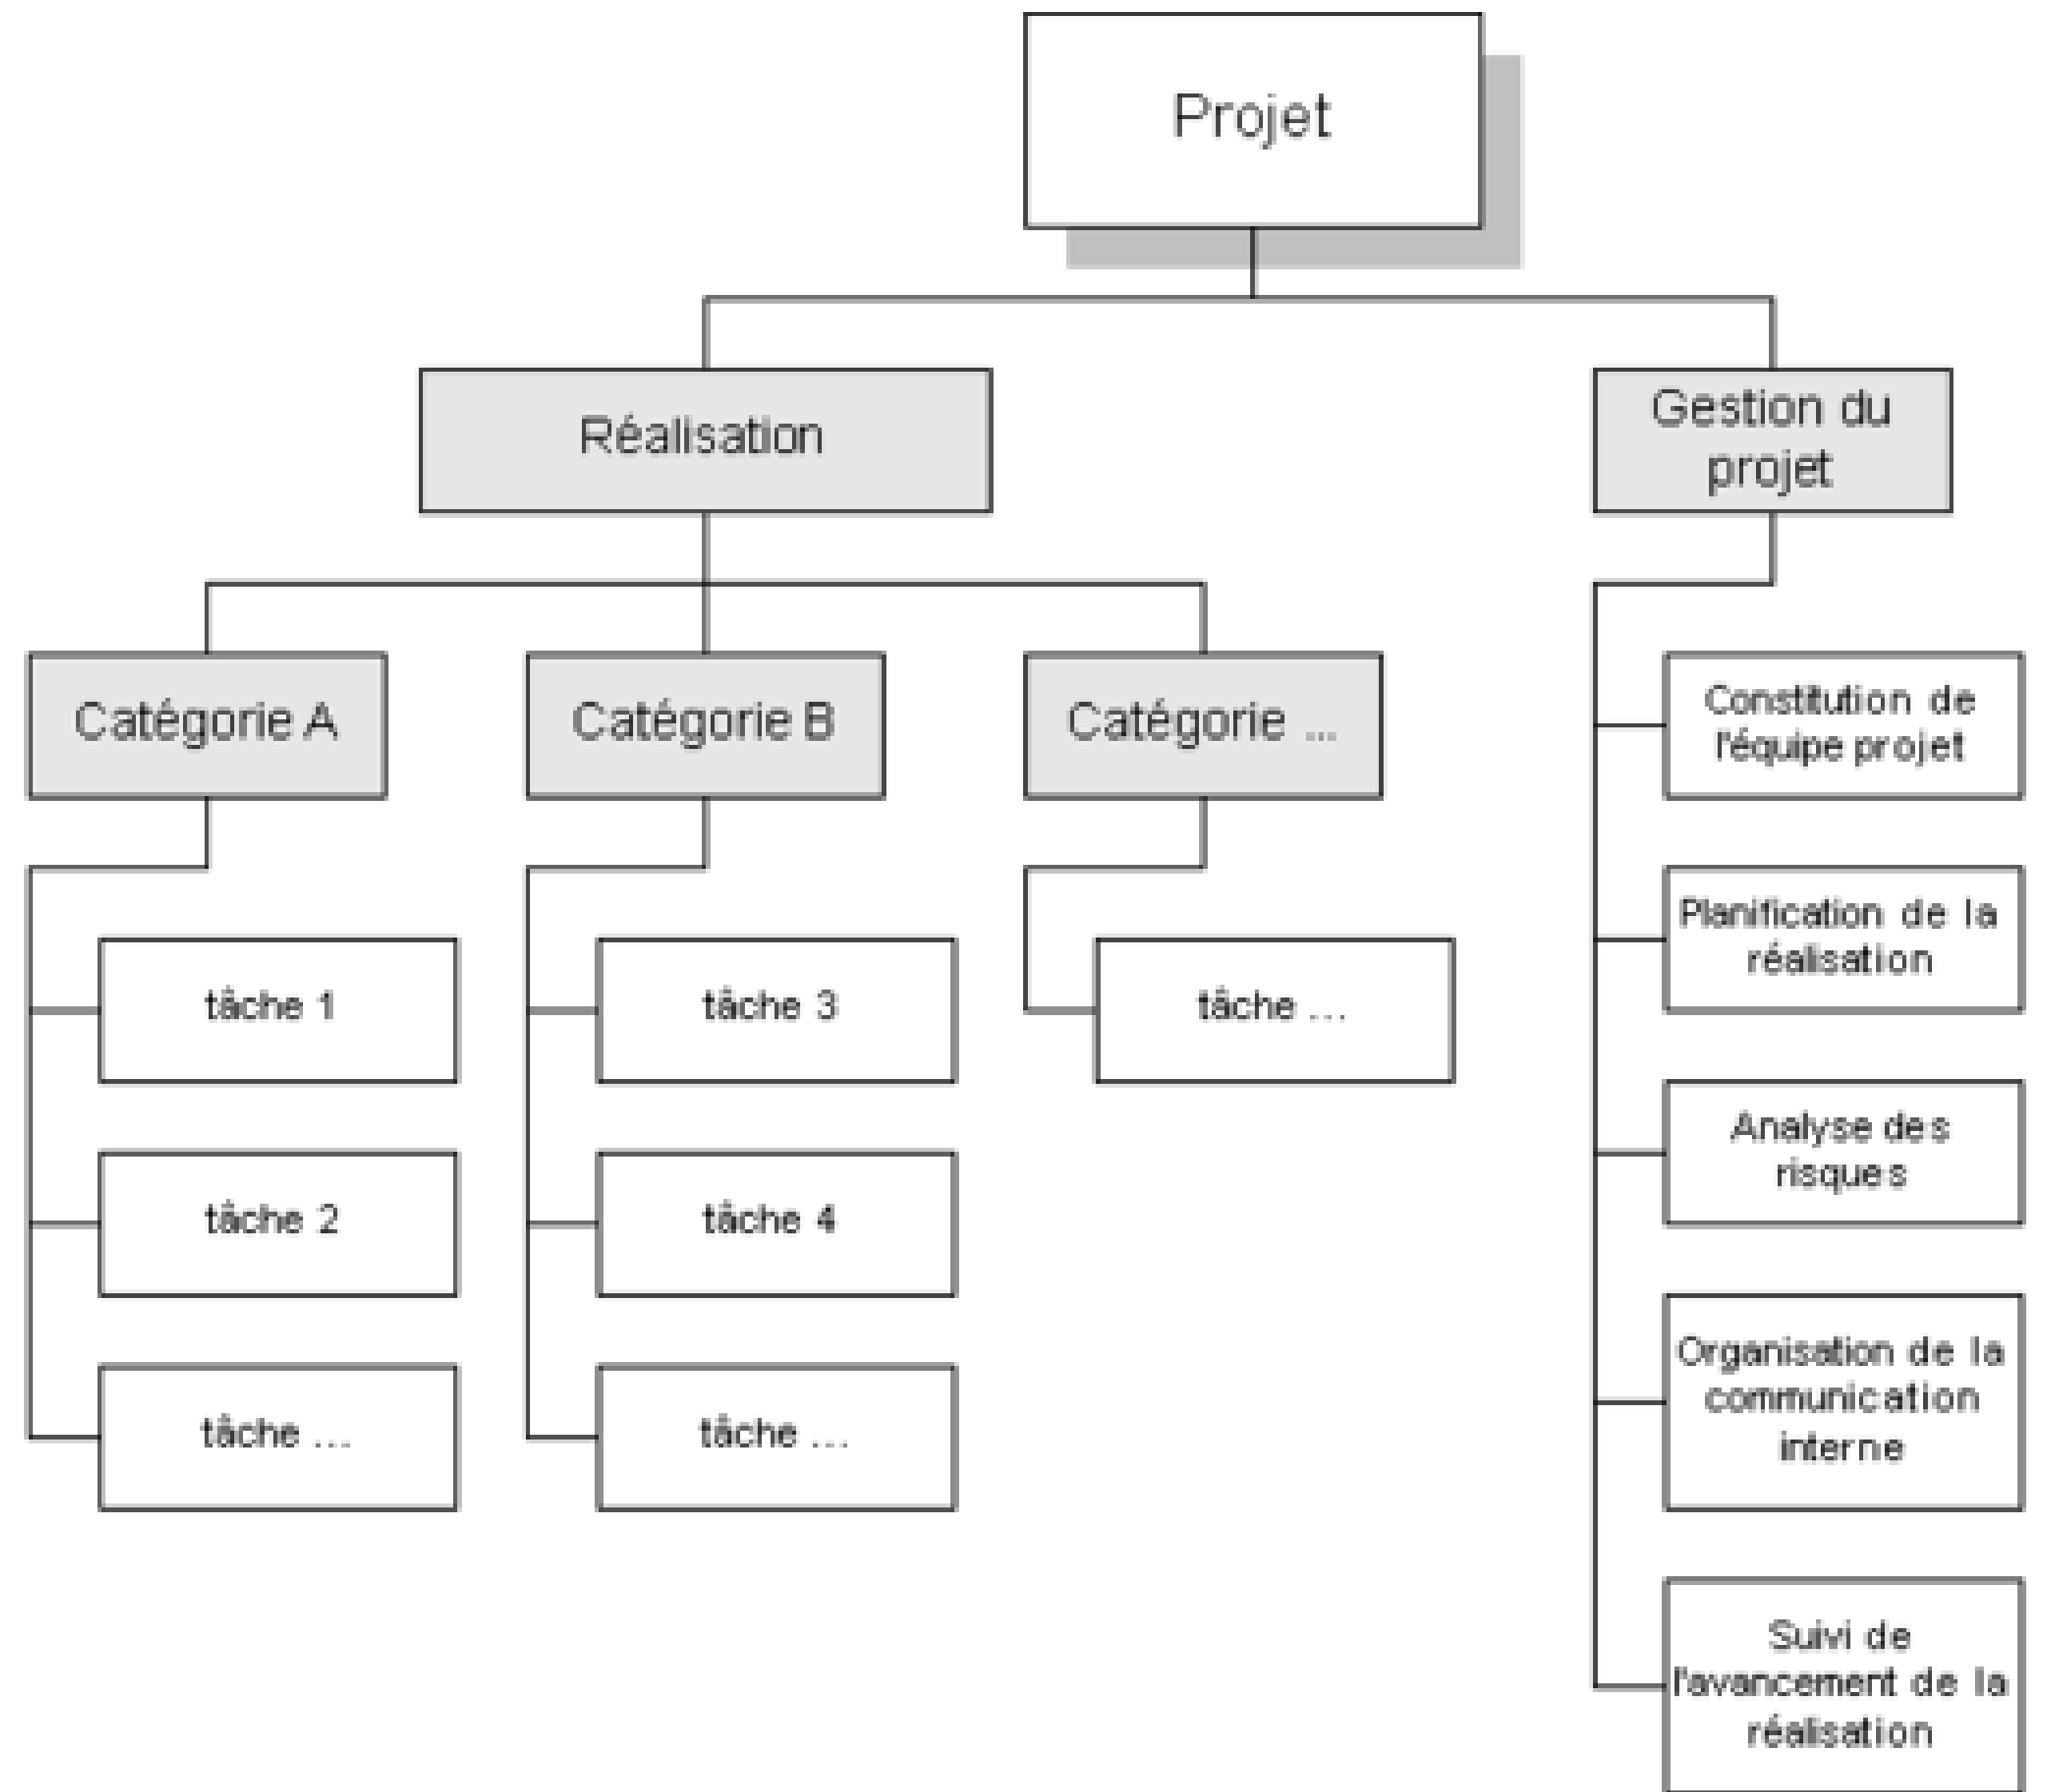 Projet
Réalisation
Gestion du
projet
Catégorie A
Catégorie B
Catégorie ...
tâche 1
tâche 2
tâche ...
tâche 3
tâche 4
tâche ...
tâche ...
Constitution de
l'équipe projet
Planification de la
réalisation
Analyse des
risques
Organisation de la
communication
interne
Suivi de
l'avancement de la
réalisation